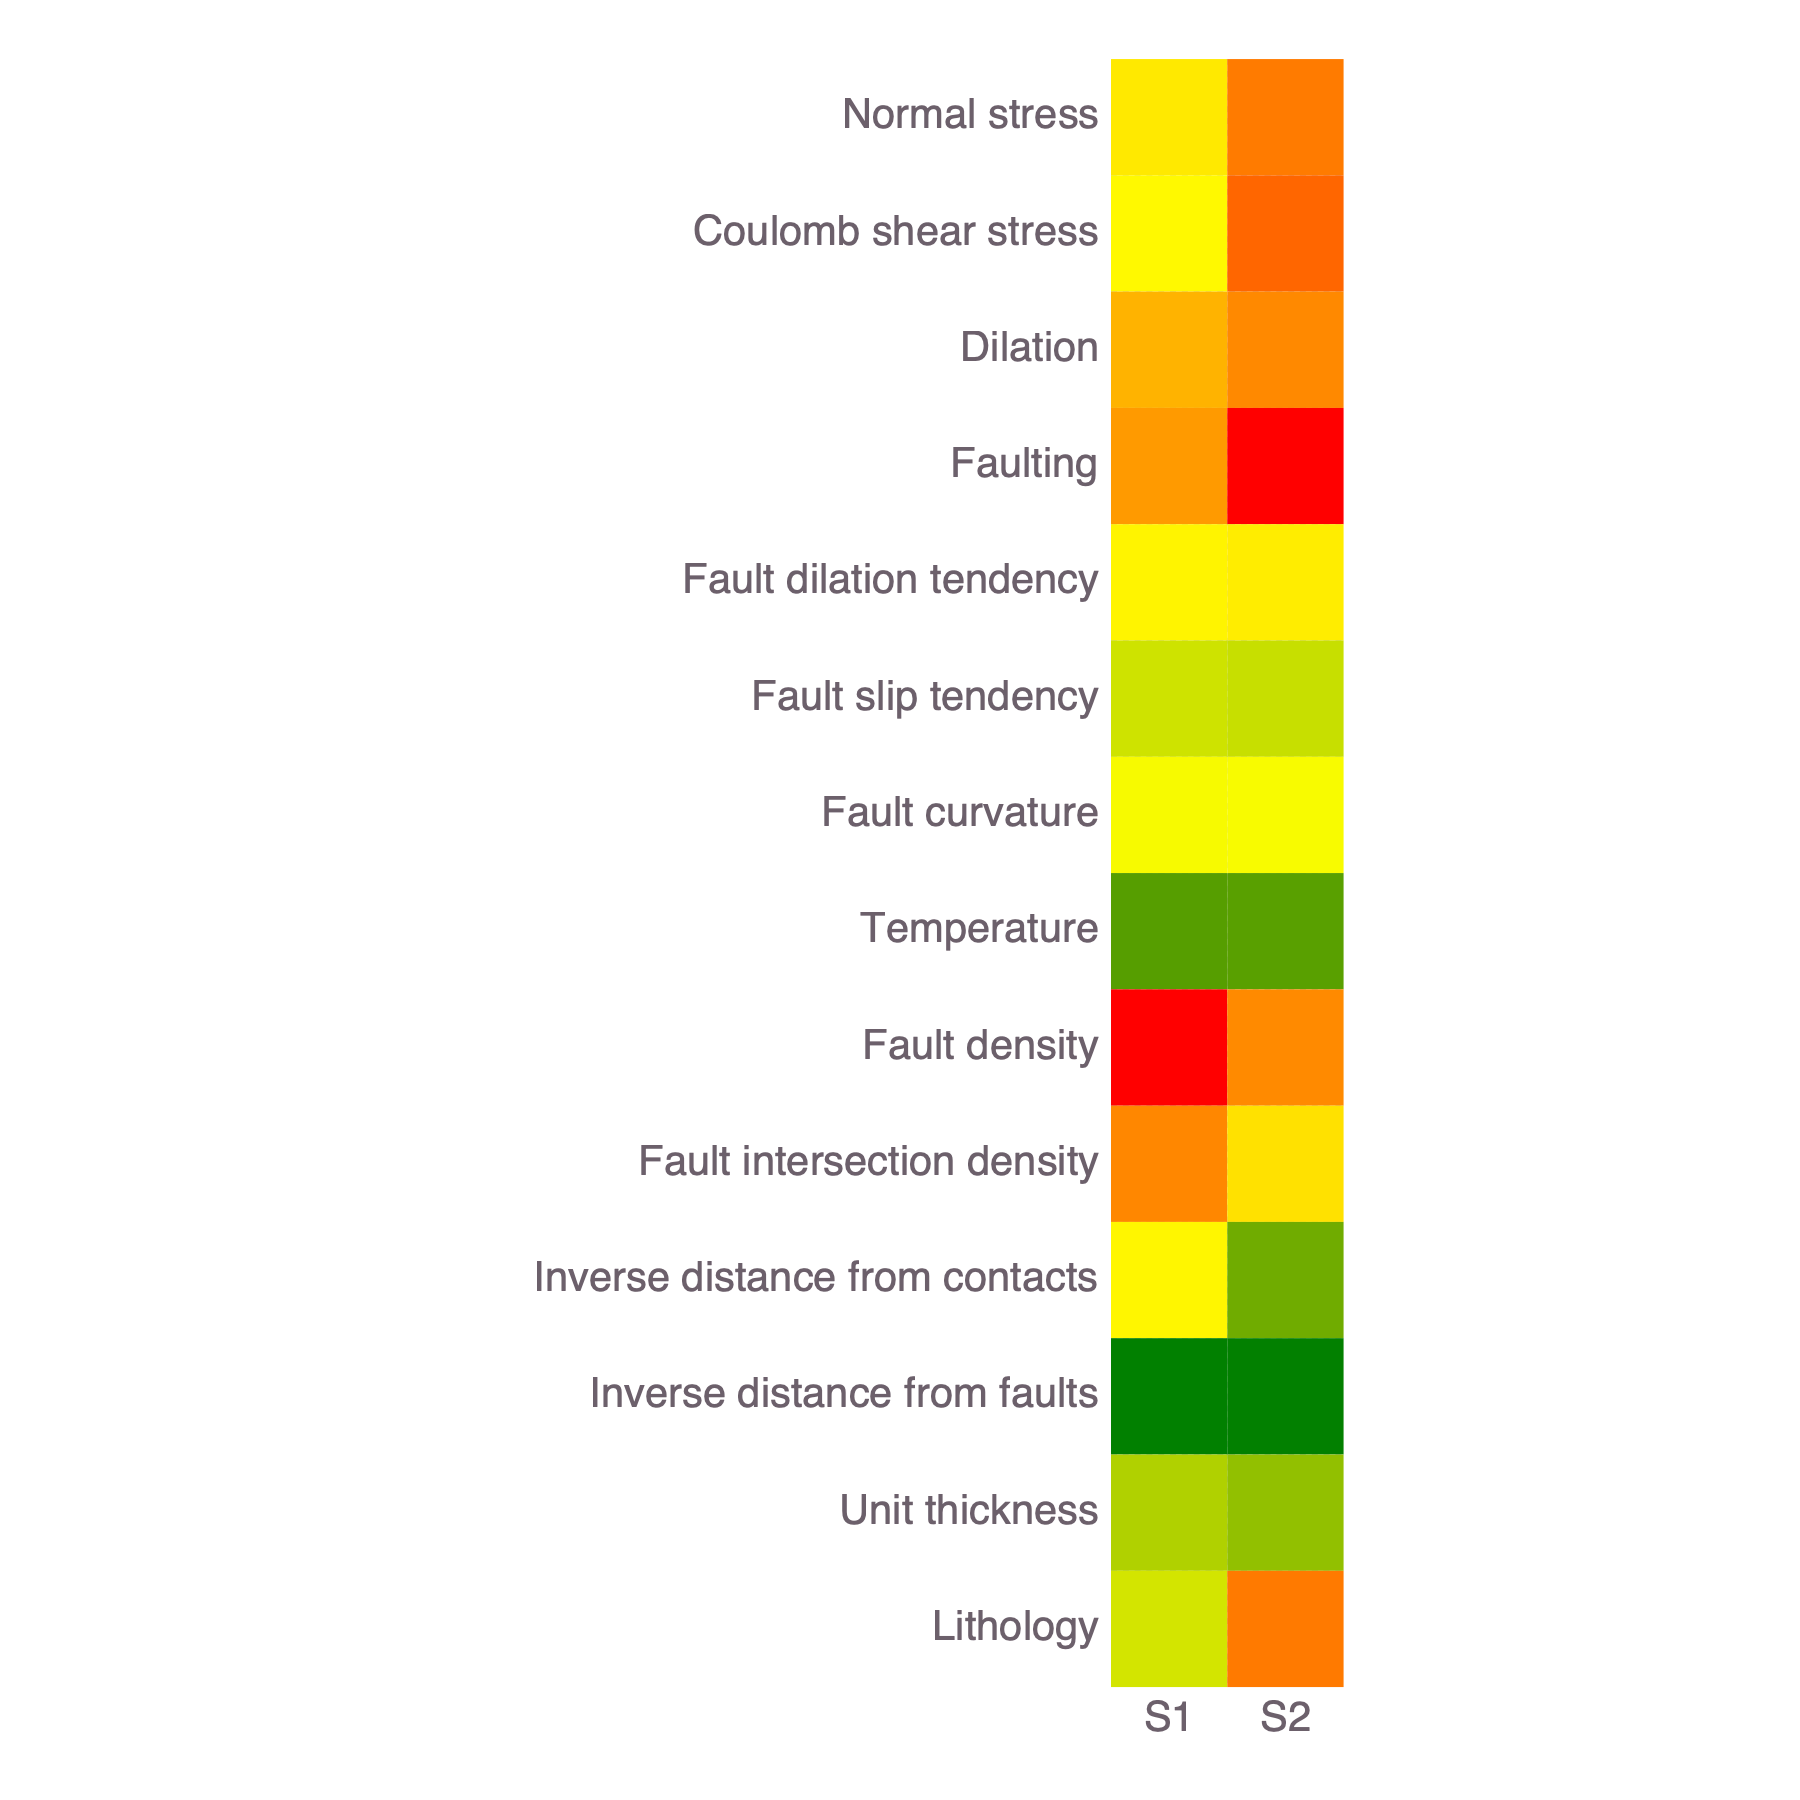 Normal stress
Coulomb shear stress
Dilation
Faulting
Fault dilation tendency
Fault slip tendency
Fault curvature
Temperature
Fault density
Fault intersection density
Inverse distance from contacts
Inverse distance from faults
Unit thickness
Lithology
S1 S2